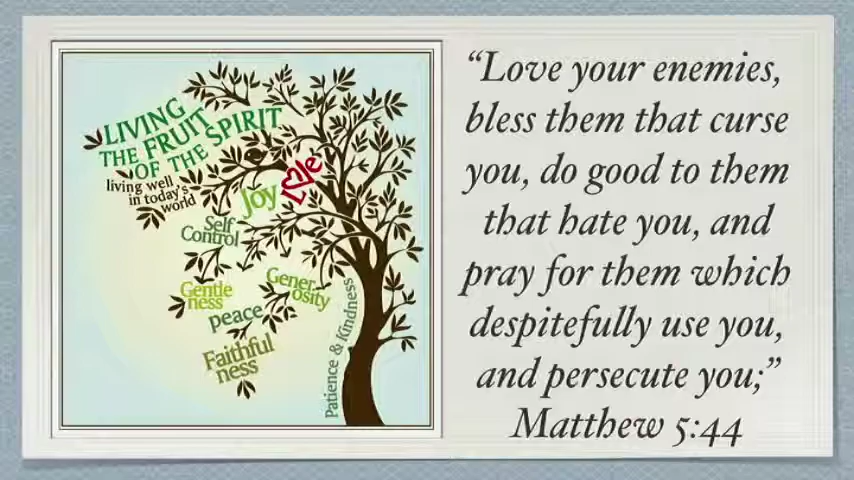 LIVING
THE FRUIT
OF THE SPIRIT
living well
in today's
world
Love
Joy
Self
Control
Gentle
ness
Gener
osity
peace
Faithful
ness
Patience & Kindness
“Love your enemies,
bless them that curse
you, do good to them
that hate you, and
pray for them which
despitefully use you,
and persecute you;”
Matthew 5:44